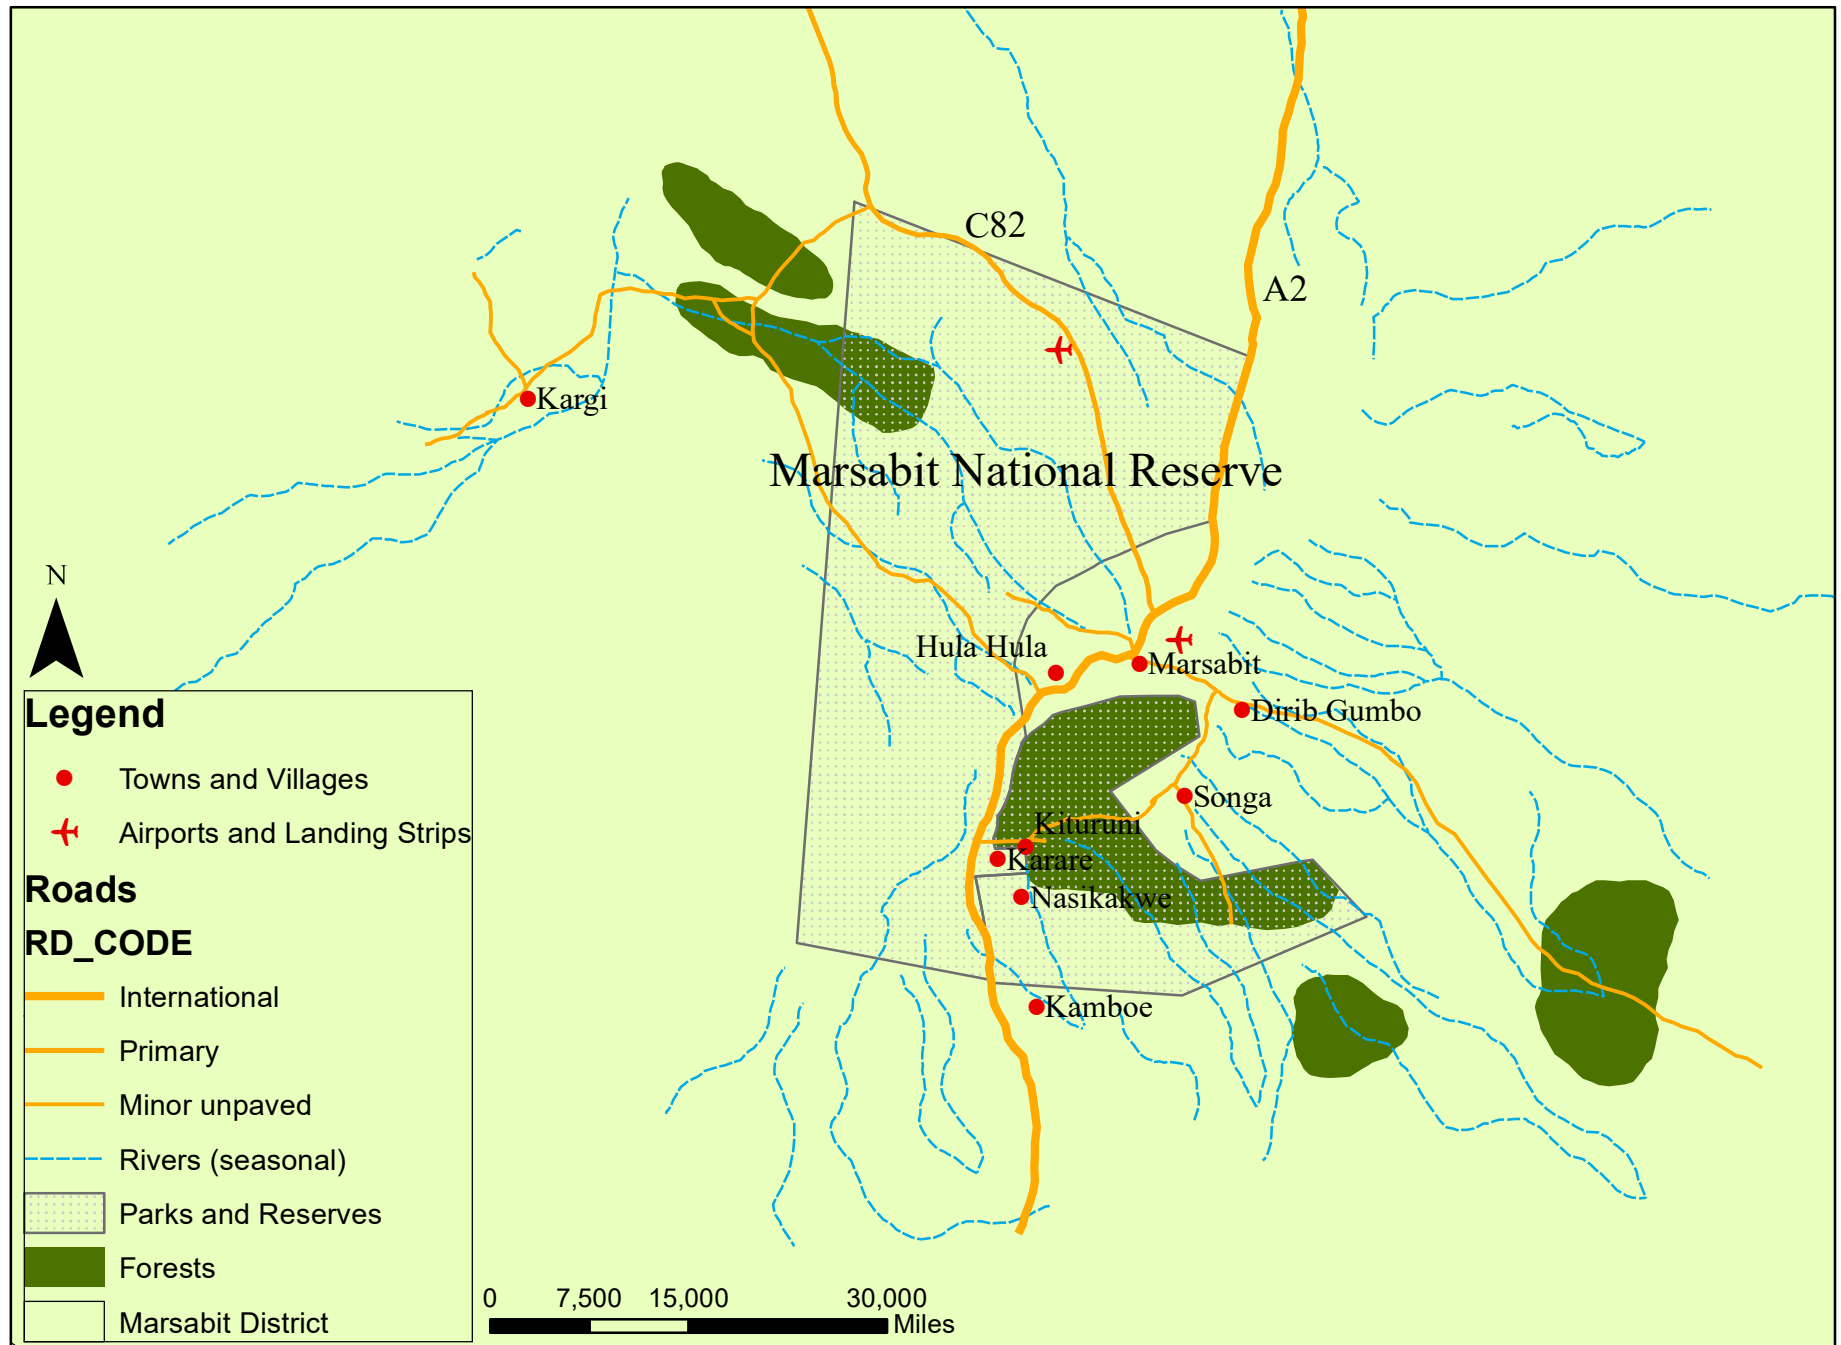 C82
A2
Kargi
Marsabit National Reserve
N
Hula Hula
Marsabit
Dirib Gumbo
Songa
Kituruni
Karare
Nasikakwe
Kamboe
Legend
Towns and Villages
Airports and Landing Strips
Roads
RD_CODE
International
Primary
Minor unpaved
Rivers (seasonal)
Parks and Reserves
Forests
Marsabit District
0 7,500 15,000 30,000
Miles